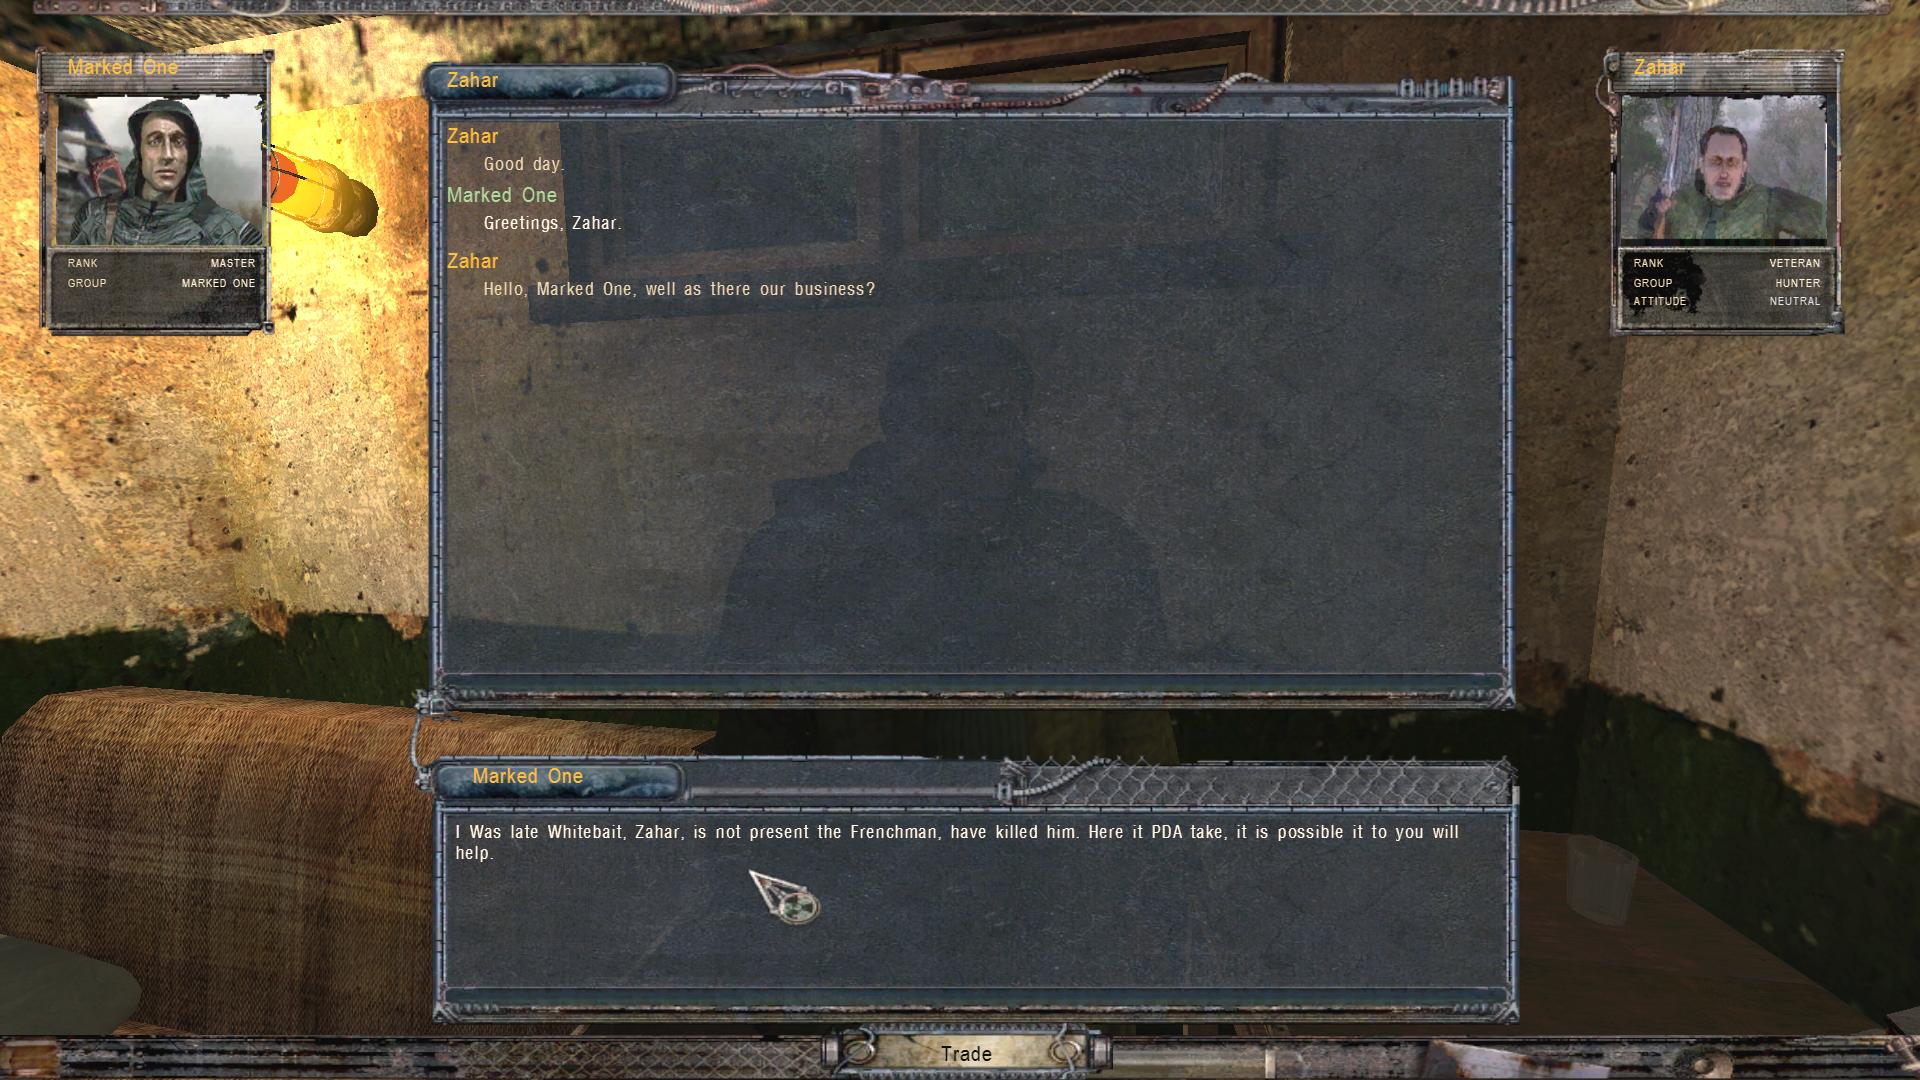 Marked One
RANK MASTER
GROUP MARKED ONE
Zahar
Zahar
Good day.
Marked One
Greetings, Zahar.
Zahar
Hello, Marked One, well as there our business?
Zahar
RANK VETERAN
GROUP HUNTER
ATTITUDE NEUTRAL
Marked One
I Was late Whitebait, Zahar, is not present the Frenchman, have killed him. Here it PDA take, it is possible it to you will
help.
Trade